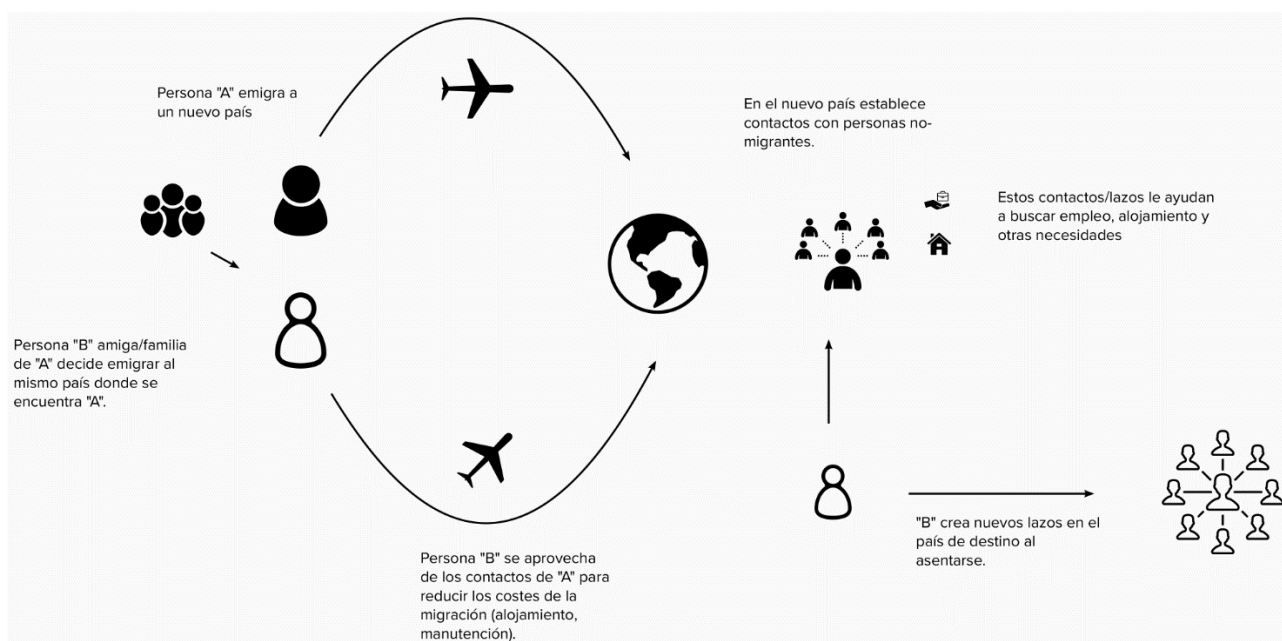 Persona "A" emigra a
un nuevo país
Persona "B" amiga/familia
de "A" decide emigrar al
mismo país donde se
encuentra "A".
Persona "B" se aprovecha
de los contactos de "A" para
reducir los costes de la
migración (alojamiento,
manutención).
En el nuevo país establece
contactos con personas no-
migrantes.
Estos contactos/lazos le ayudan
a buscar empleo, alojamiento y
otras necesidades
"B" crea nuevos lazos en el
país de destino al
asentarse.